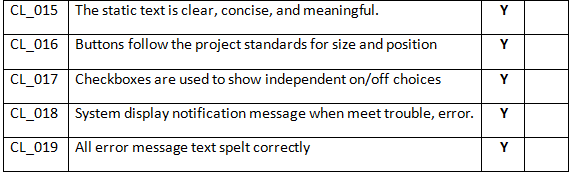 CL_015 The static text is clear, concise, and meaningful. Y
CL_016 Buttons follow the project standards for size and position Y
CL_017 Checkboxes are used to show independent on/off choices Y
CL_018 System display notification message when meet trouble, error. Y
CL_019 All error message text spelt correctly Y